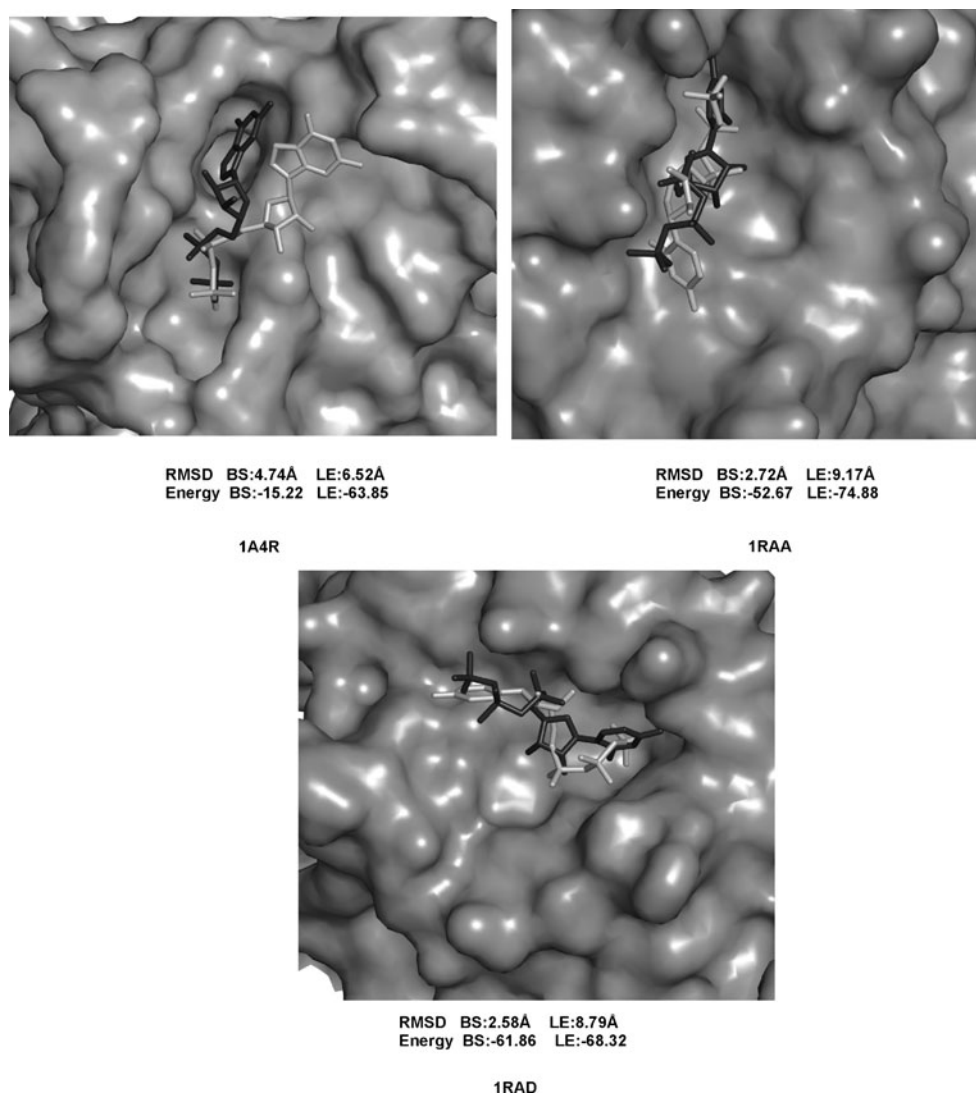 RMSD BS:4.74Å LE:6.52Å
Energy BS:-15.22 LE:-63.85
1A4R
RMSD BS:2.72Å LE:9.17Å
Energy BS:-52.67 LE:-74.88
1RAA
RMSD BS:2.58Å LE:8.79Å
Energy BS:-61.86 LE:-68.32
1RAD